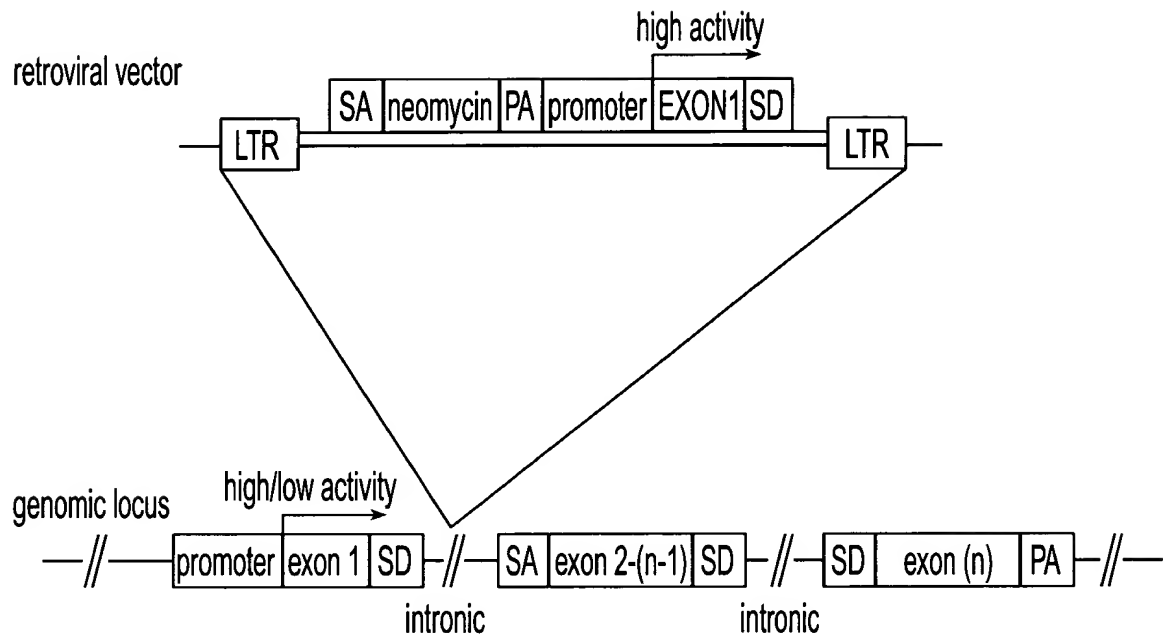 high activity
retroviral vector
SA neomycin PA promoter EXON1 SD
LTR LTR
high/low activity
genomic locus
promoter exon 1 SD SA exon 2-(n-1) SD SD exon (n) PA
intronic intronic